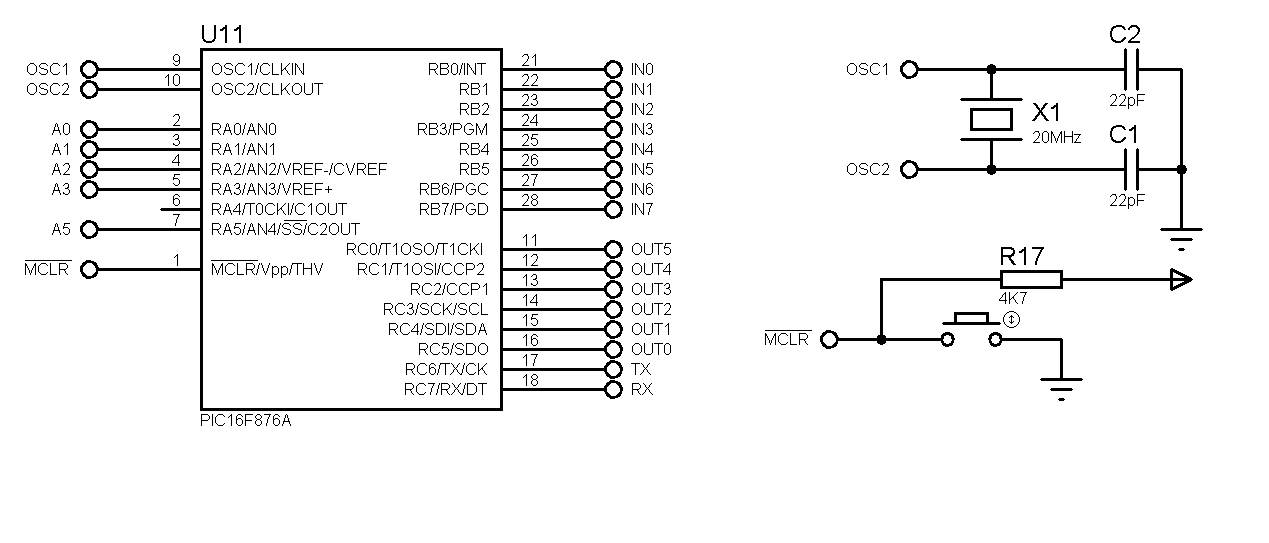 U11
OSC1 9 OSC1/CLKIN RB0/INT 21 IN0
OSC2 10 OSC2/CLKOUT RB1 22 IN1
RB2 23 IN2
A0 2 RA0/AN0 RB3/PGM 24 IN3
A1 3 RA1/AN1 RB4 25 IN4
A2 4 RA2/AN2/VREF-/CVREF RB5 26 IN5
A3 5 RA3/AN3/VREF+ RB6/PGC 27 IN6
6 RA4/T0CKI/C1OUT RB7/PGD 28 IN7
A5 7 RA5/AN4/SS/C2OUT
RC0/T1OSO/T1CKI 11 OUT5
MCLR 1 MCLR/Vpp/THV RC1/T1OSI/CCP2 12 OUT4
RC2/CCP1 13 OUT3
RC3/SCK/SCL 14 OUT2
RC4/SDI/SDA 15 OUT1
RC5/SDO 16 OUT0
RC6/TX/CK 17 TX
RC7/RX/DT 18 RX
PIC16F876A
C2
OSC1
22pF
X1
20MHz
C1
OSC2
22pF
R17
4K7
MCLR